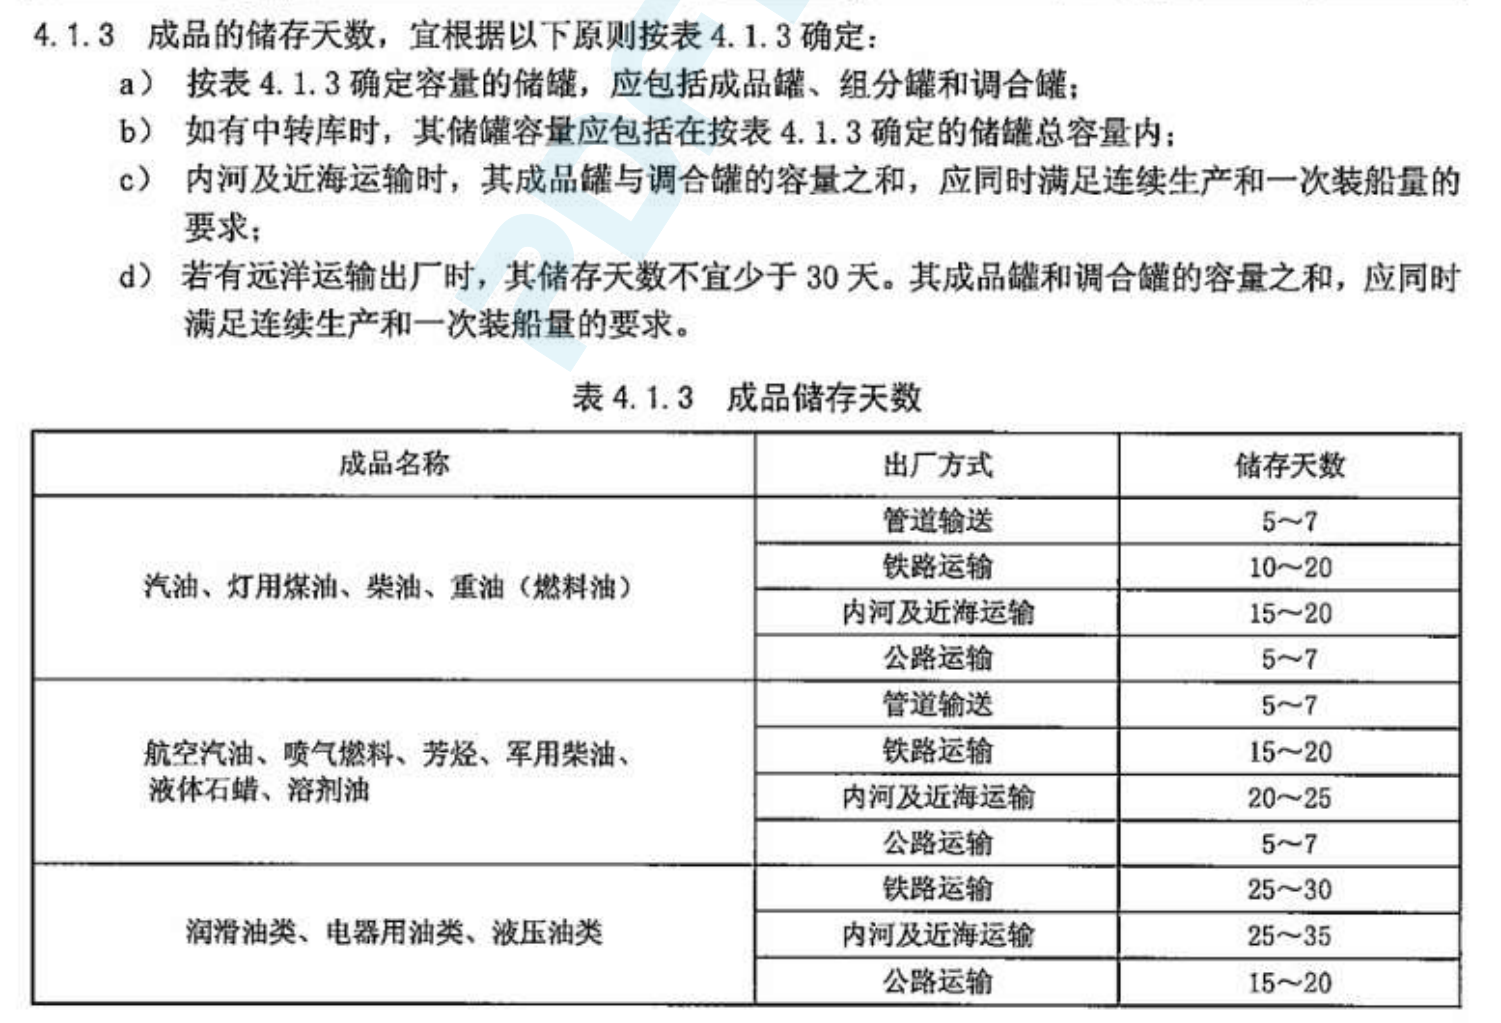 4.1.3 成品的储存天数，宜根据以下原则按表 4.1.3 确定：
a） 按表 4.1.3 确定容量的储罐，应包括成品罐、组分罐和调合罐；
b） 如有中转库时，其储罐容量应包括在按表 4.1.3 确定的储罐总容量内；
c） 内河及近海运输时，其成品罐与调合罐的容量之和，应同时满足连续生产和一次装船量的
要求；
d） 若有远洋运输出厂时，其储存天数不宜少于 30 天。其成品罐和调合罐的容量之和，应同时
满足连续生产和一次装船量的要求。
表 4.1.3 成品储存天数
成品名称 出厂方式 储存天数
汽油、灯用煤油、柴油、重油（燃料油）
管道输送 5～7
铁路运输 10～20
内河及近海运输 15～20
公路运输 5～7
航空汽油、喷气燃料、芳烃、军用柴油、
液体石蜡、溶剂油
管道输送 5～7
铁路运输 15～20
内河及近海运输 20～25
公路运输 5～7
润滑油类、电器用油类、液压油类
铁路运输 25～30
内河及近海运输 25～35
公路运输 15～20